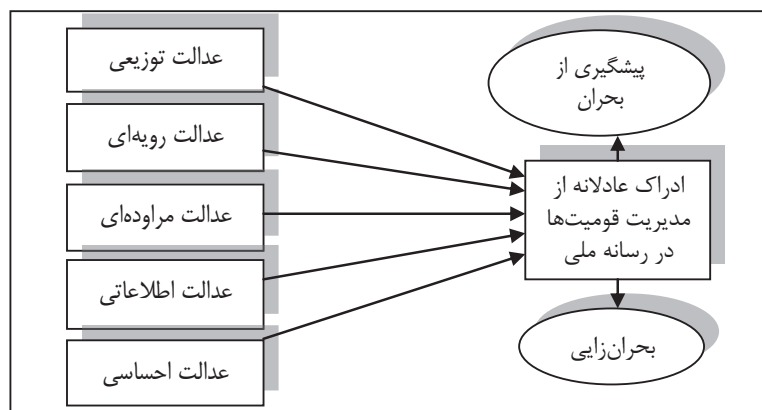 عدالت توزیعی
عدالت رویه‌ای
عدالت مراوده‌ای
عدالت اطلاعاتی
عدالت احساسی
پیشگیری از
بحران
ادراک عادلانه از
مدیریت قومیت‌ها
در رسانه ملی
بحران‌زایی